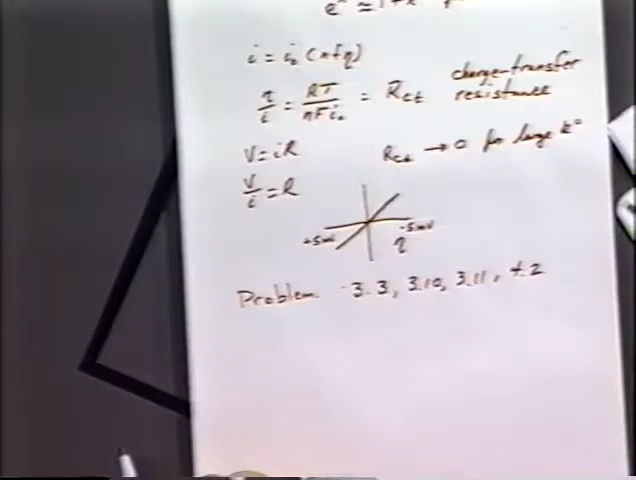 i = i₀ (nfη)
η/i = RT/nFi₀ = Rct charge-transfer resistance
V = iR
Rct → 0 for large k⁰
V/i = R
+5mV -5mV
η
Problem 3.3, 3.10, 3.11, 4.2